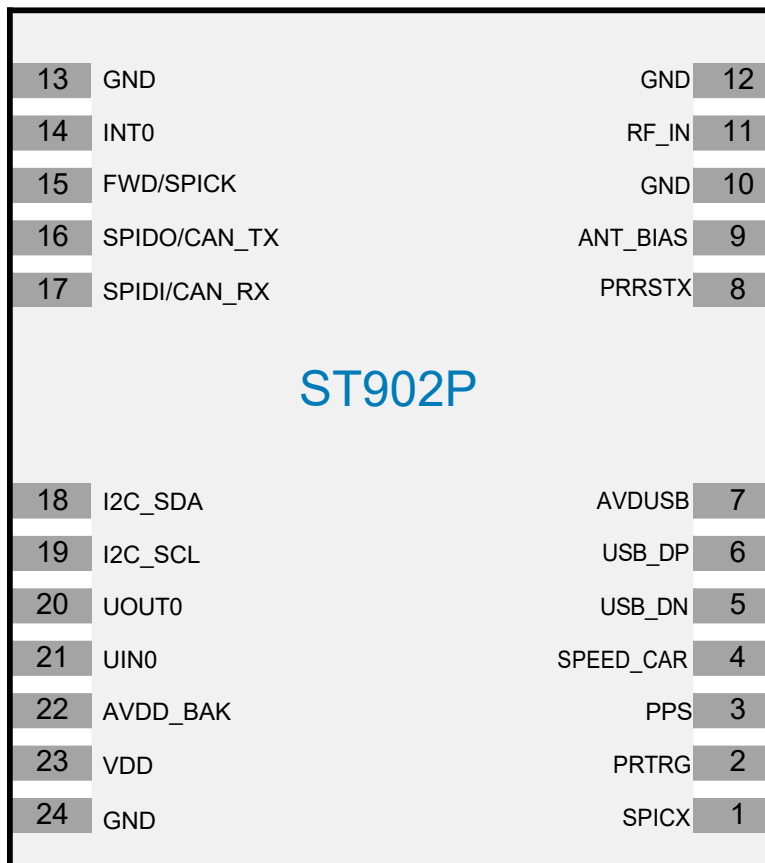 13 GND GND 12
14 INT0 RF_IN 11
15 FWD/SPICK GND 10
16 SPIDO/CAN_TX ANT_BIAS 9
17 SPIDI/CAN_RX PRRSTX 8
ST902P
18 I2C_SDA AVDUSB 7
19 I2C_SCL USB_DP 6
20 UOUT0 USB_DN 5
21 UIN0 SPEED_CAR 4
22 AVDD_BAK PPS 3
23 VDD PRTRG 2
24 GND SPICX 1